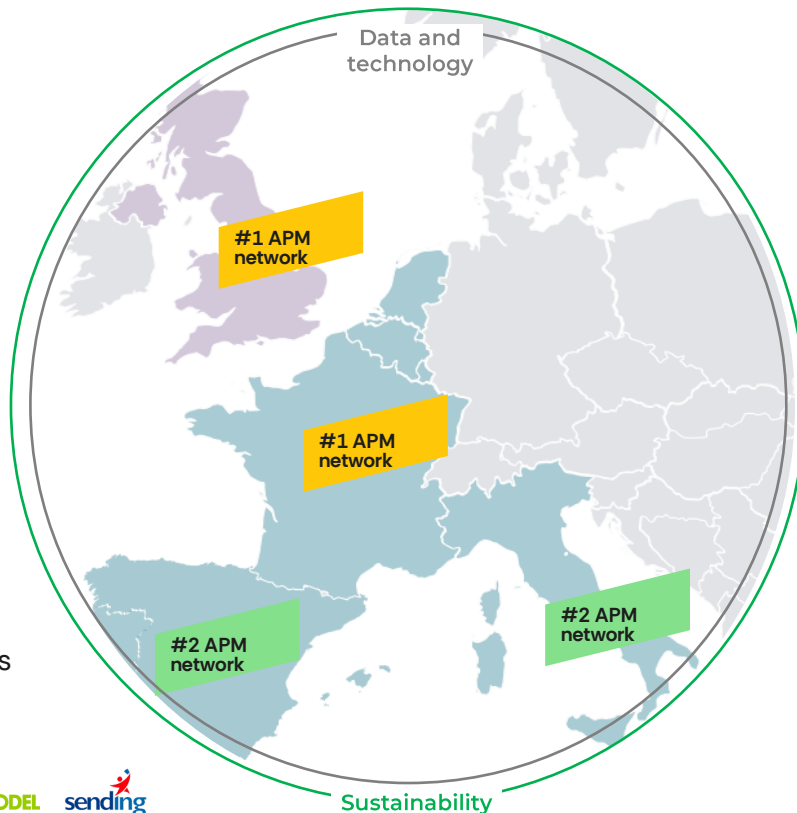 Data and
technology
#1 APM
network
#1 APM
network
#2 APM
network
#2 APM
network
s
ODEL
sending
Sustainability